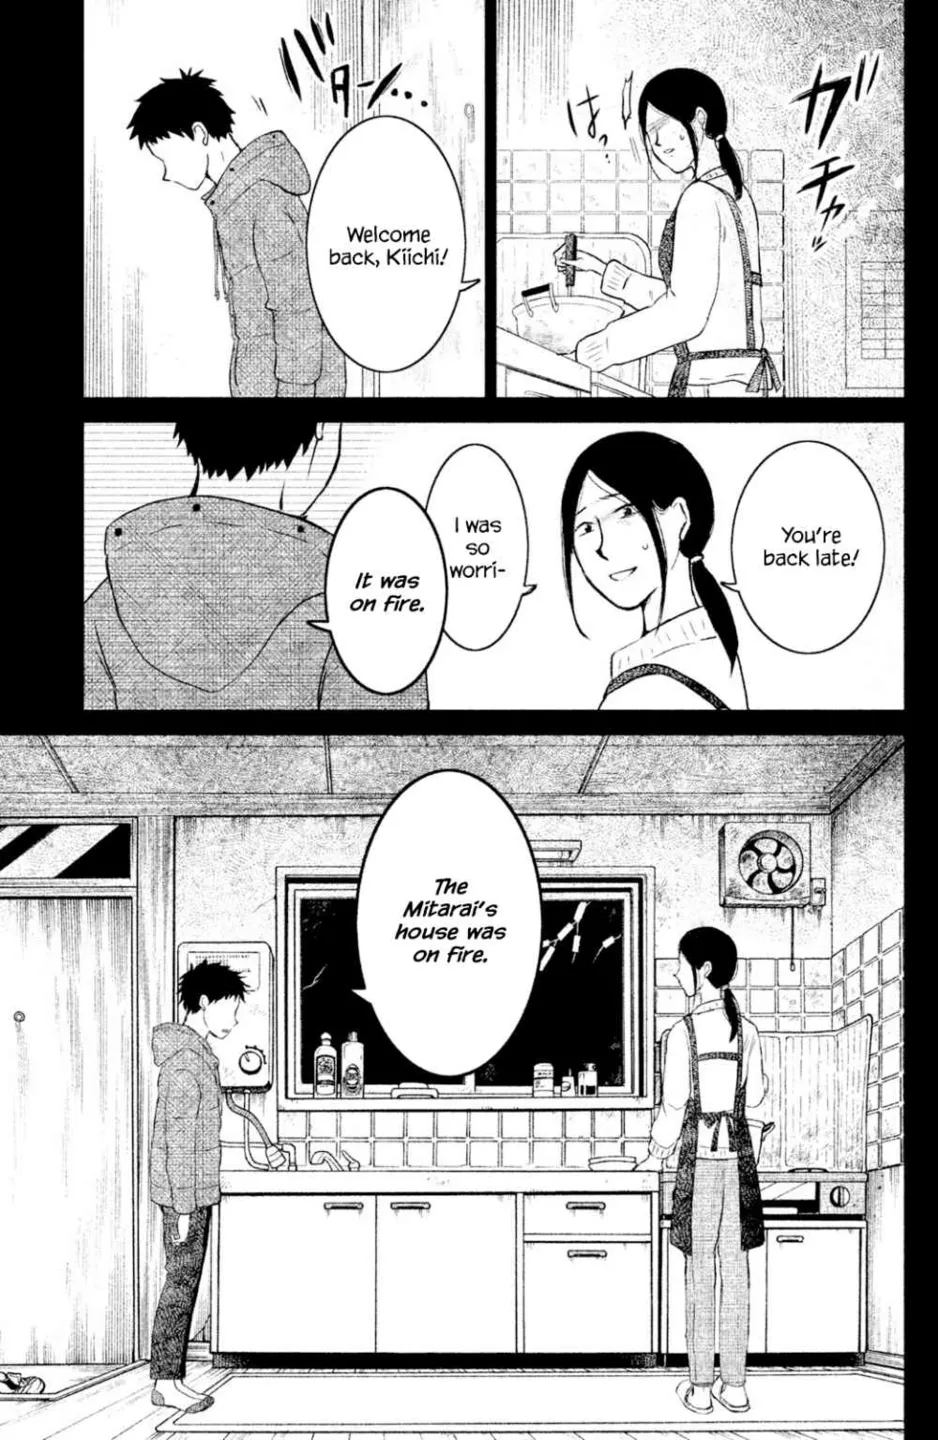 ガチャッ
はっ
Welcome
back, Kiichi!
バターン...
You're
back late!
I was
so
worri-
It was
on fire.
The
Mitarai's
house was
on fire.